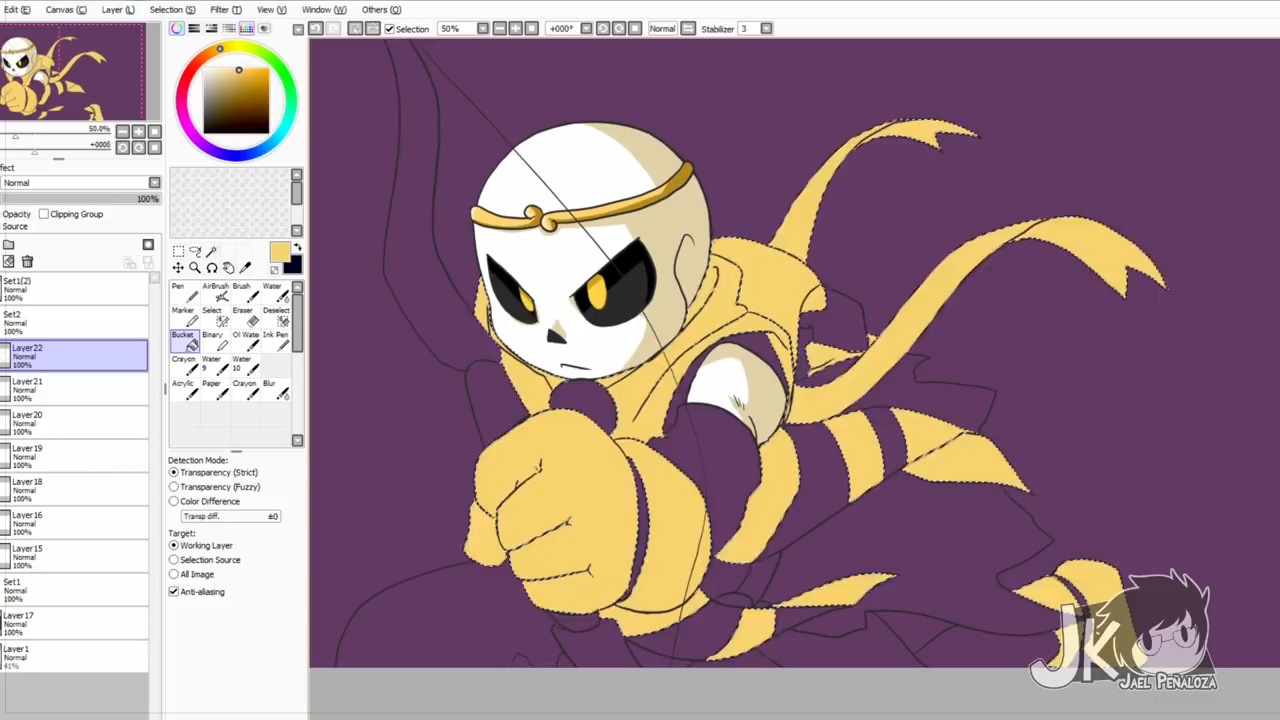 Edit (E) Canvas (C) Layer (L) Selection (S) Filter (T) View (V) Window (W) Others (O)
Selection 50% +000° Normal Stabilizer 3
50.0%
+0008
Normal
100%
Opacity Clipping Group
Source
Set1(2)
Normal
100%
Set2
Normal
100%
Layer22
Normal
100%
Layer21
Normal
100%
Layer20
Normal
100%
Layer19
Normal
100%
Layer18
Normal
100%
Layer16
Normal
100%
Layer15
Normal
100%
Set1
Normal
100%
Layer17
Normal
100%
Layer1
Normal
41%
Pen AirBrush Brush Water
Marker Select Eraser Deselect
Bucket Binary Oil Water Ink Pen
Crayon Water 9 Water 10
Acrylic Paper Crayon Blur
Detection Mode:
Transparency (Strict)
Transparency (Fuzzy)
Color Difference
Transp diff. ±0
Target:
Working Layer
Selection Source
All Image
Anti-aliasing
JK
JAEL PEÑALOZA